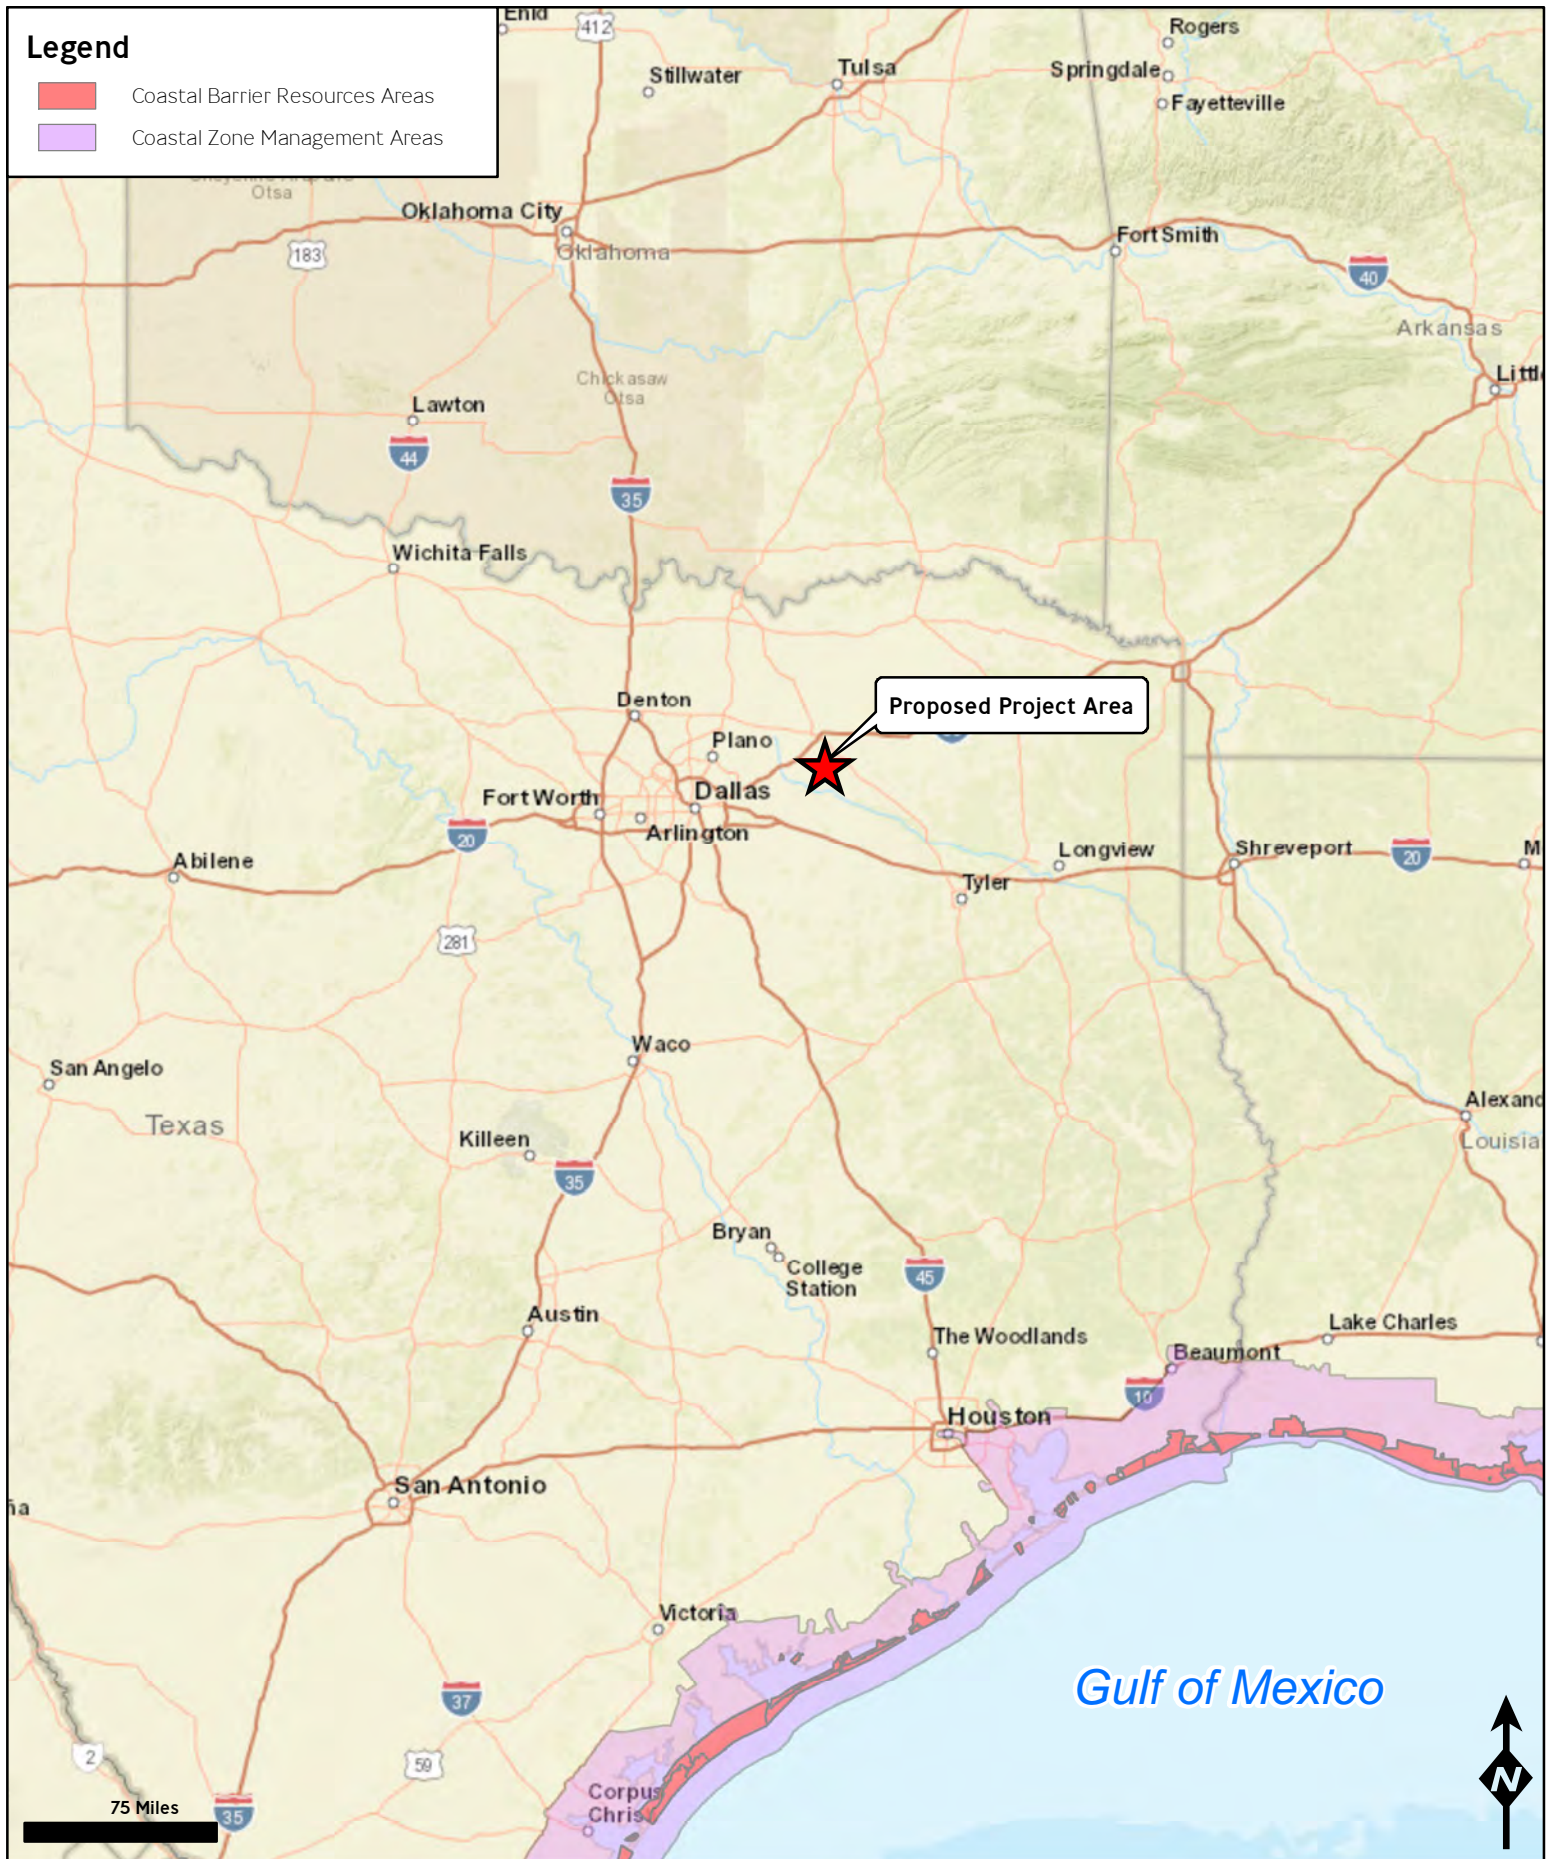 Legend
Coastal Barrier Resources Areas
Coastal Zone Management Areas
Enid
412
Rogers
Stillwater
Tulsa
Springdale
Fayetteville
Otsa
Oklahoma City
Oklahoma
183
Fort Smith
40
Arkansas
Chickasaw
Otsa
Lawton
44
35
Wichita Falls
Denton
Proposed Project Area
Plano
Dallas
Fort Worth
20
Arlington
Abilene
Longview
Shreveport
20
Tyler
281
Waco
San Angelo
Texas
Killeen
35
Bryan
College
Station
45
Austin
The Woodlands
Lake Charles
Beaumont
10
Houston
San Antonio
Victoria
Gulf of Mexico
37
59
2
Corpus
75 Miles
35
N